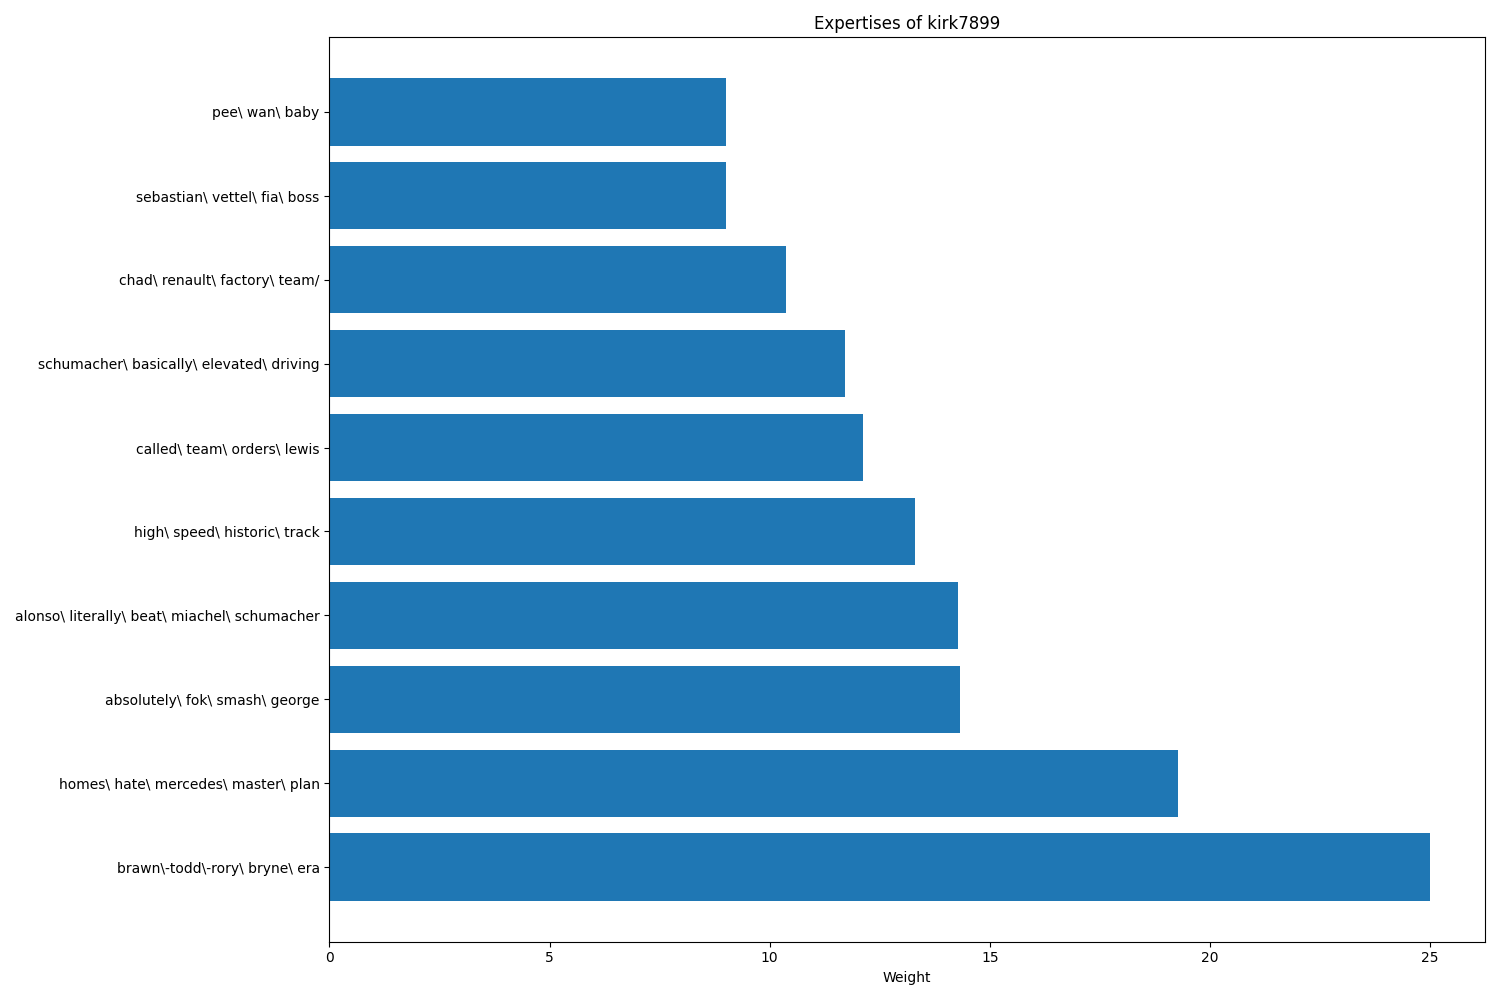 Expertises of kirk7899
pee\ wan\ baby
sebastian\ vettel\ fia\ boss
chad\ renault\ factory\ team/
schumacher\ basically\ elevated\ driving
called\ team\ orders\ lewis
high\ speed\ historic\ track
alonso\ literally\ beat\ miachel\ schumacher
absolutely\ fok\ smash\ george
homes\ hate\ mercedes\ master\ plan
brawn\-todd\-rory\ bryne\ era
0 5 10 15 20 25
Weight